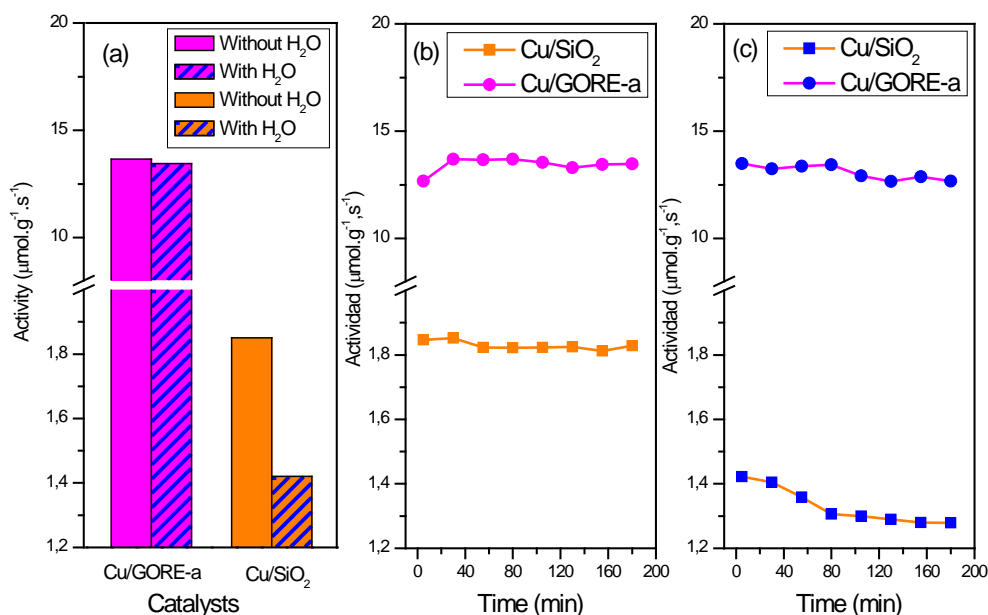 (a)
Without H2O
With H2O
Without H2O
With H2O
Activity (μmol.g-1.s-1)
20
15
10
1,8
1,6
1,4
1,2
Cu/GORE-a
Cu/SiO2
Catalysts
(b)
Cu/SiO2
Cu/GORE-a
Actividad (μmol.g-1,s-1)
20
15
10
1,8
1,6
1,4
1,2
0 40 80 120 160 200
Time (min)
(c)
Cu/SiO2
Cu/GORE-a
Actividad (μmol.g-1,s-1)
20
15
10
1,8
1,6
1,4
1,2
0 40 80 120 160 200
Time (min)